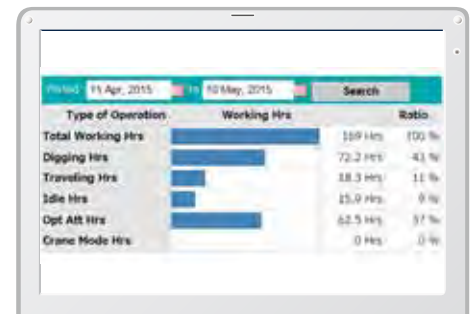 Period 11 Apr, 2015 to 10 May, 2015 Search
Type of Operation Working Hrs Ratio
Total Working Hrs 169 Hrs 100 %
Digging Hrs 72.2 Hrs 43 %
Traveling Hrs 18.3 Hrs 11 %
Idle Hrs 15.9 Hrs 9 %
Opt Att Hrs 62.5 Hrs 37 %
Crane Mode Hrs 0 Hrs 0 %